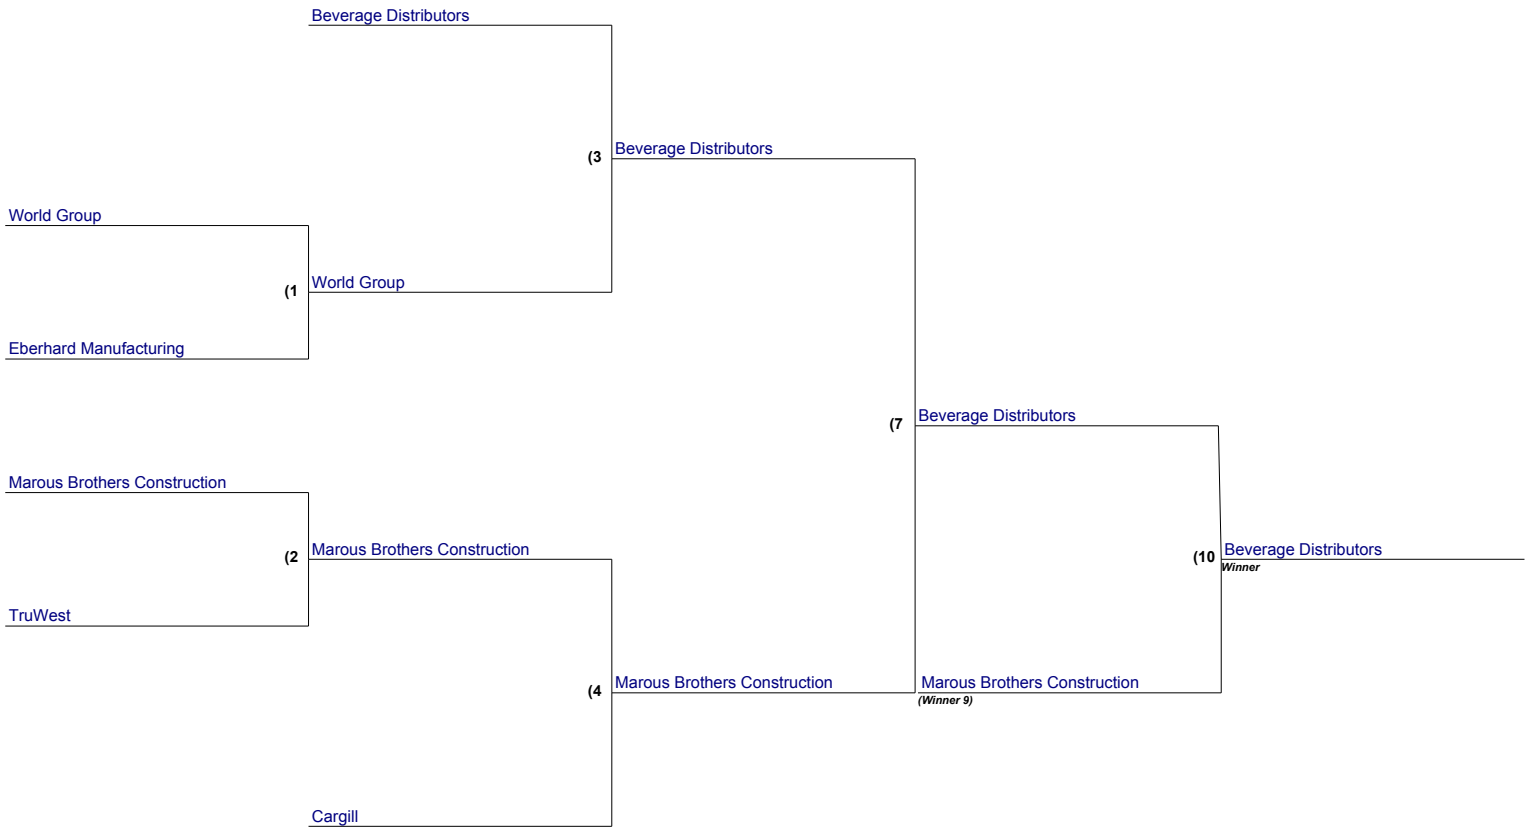 Beverage Distributors
(3 Beverage Distributors
World Group
(1 World Group
Eberhard Manufacturing
(7 Beverage Distributors
Marous Brothers Construction
(2 Marous Brothers Construction
(10 Beverage Distributors
Winner
TruWest
(4 Marous Brothers Construction
Marous Brothers Construction
(Winner 9)
Cargill